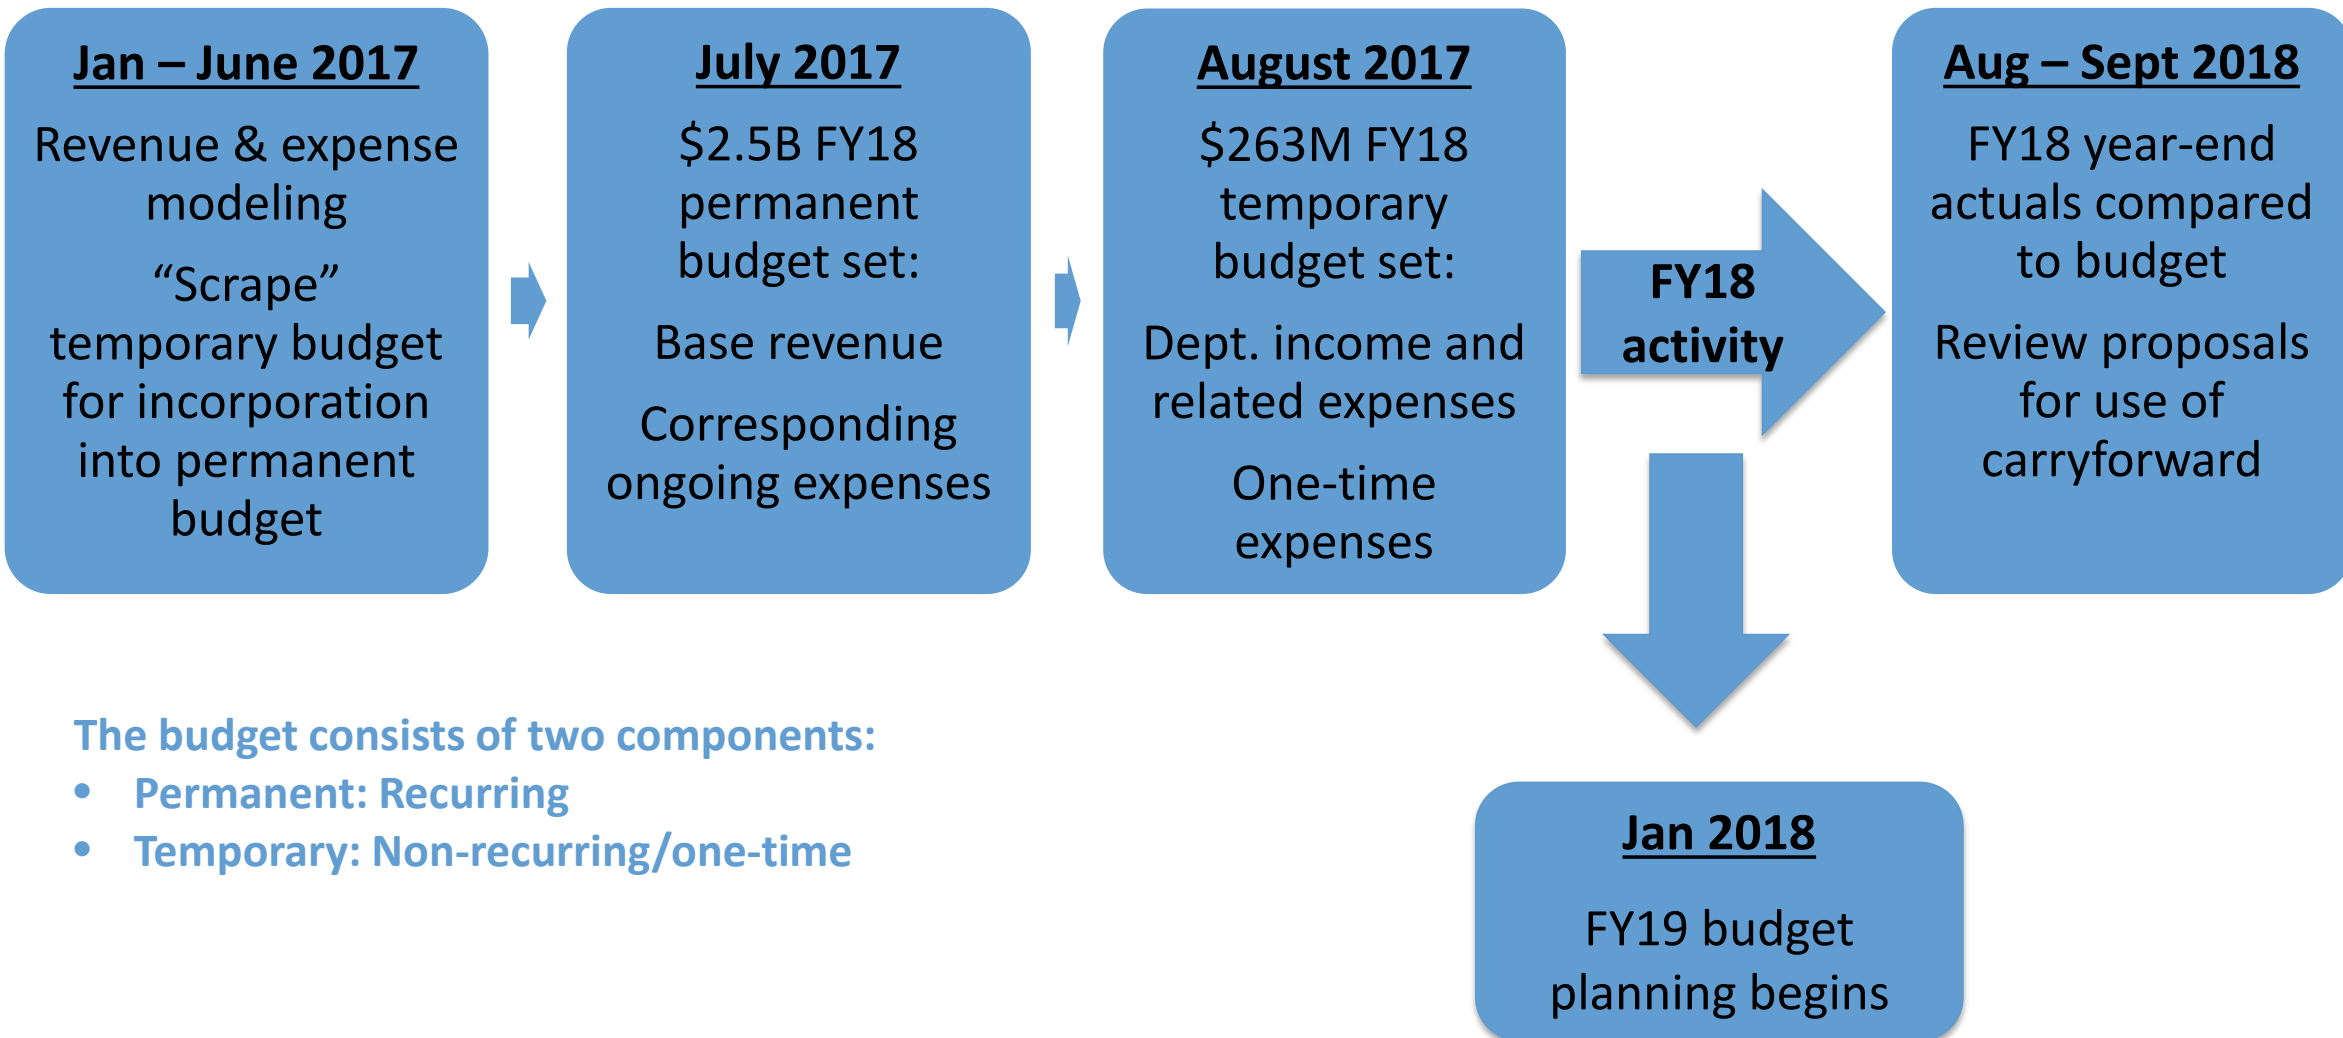 Jan – June 2017
Revenue & expense
modeling
“Scrape”
temporary budget
for incorporation
into permanent
budget
July 2017
$2.5B FY18
permanent
budget set:
Base revenue
Corresponding
ongoing expenses
August 2017
$263M FY18
temporary
budget set:
Dept. income and
related expenses
One-time
expenses
FY18
activity
Aug – Sept 2018
FY18 year-end
actuals compared
to budget
Review proposals
for use of
carryforward
The budget consists of two components:
• Permanent: Recurring
• Temporary: Non-recurring/one-time
Jan 2018
FY19 budget
planning begins